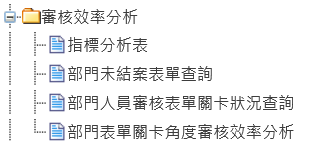 審核效率分析
指標分析表
部門未結案表單查詢
部門人員審核表單關卡狀況查詢
部門表單關卡角度審核效率分析